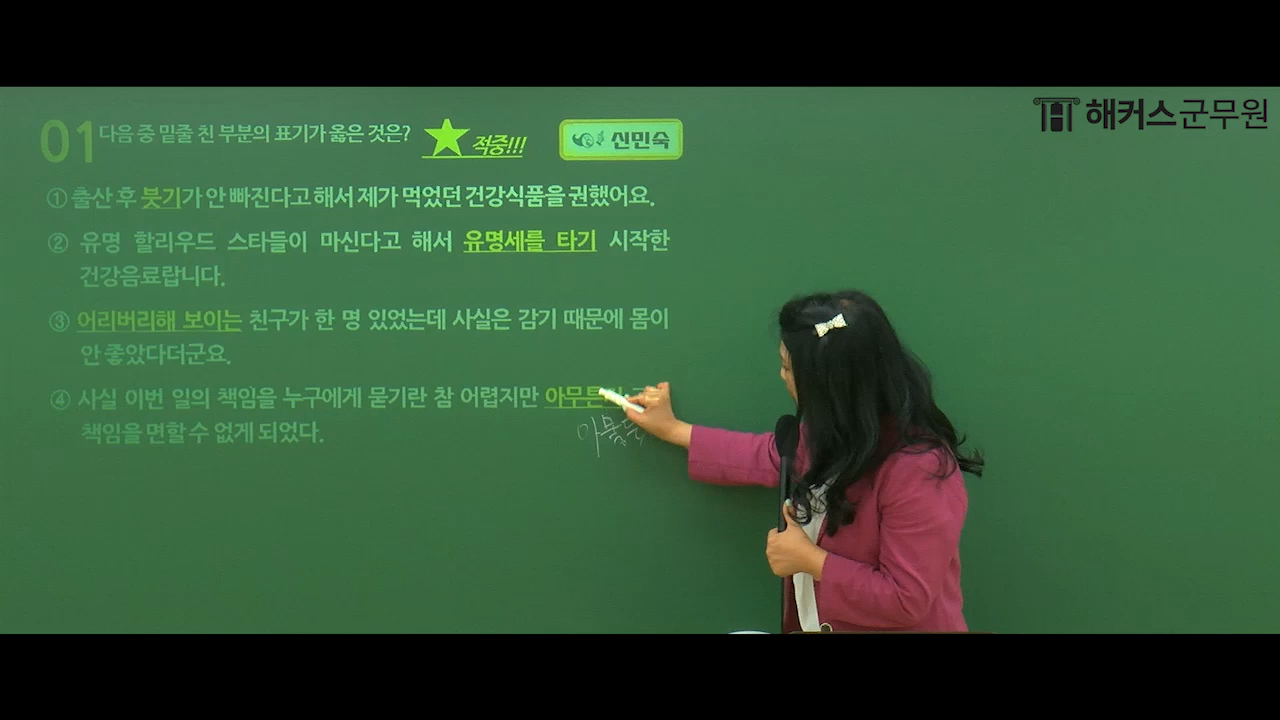 해커스군무원
01 다음 중 밑줄 친 부분의 표기가 옳은 것은? 적중!!! 신민숙
① 출산 후 붓기가 안 빠진다고 해서 제가 먹었던 건강식품을 권했어요.
② 유명 할리우드 스타들이 마신다고 해서 유명세를 타기 시작한
건강음료랍니다.
③ 어리버리해 보이는 친구가 한 명 있었는데 사실은 감기 때문에 몸이
안 좋았다더군요.
④ 사실 이번 일의 책임을 누구에게 묻기란 참 어렵지만 아무튼
책임을 면할 수 없게 되었다.